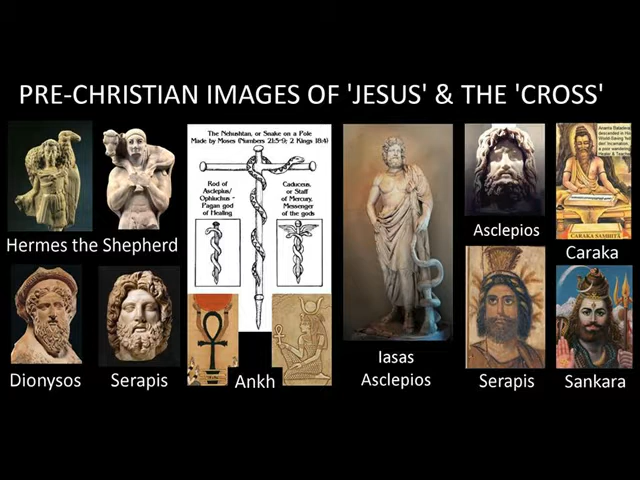 PRE-CHRISTIAN IMAGES OF 'JESUS' & THE 'CROSS'
The Nehushtan, or Snake on a Pole
Made by Moses (Numbers 21:5-9; 2 Kings 18:4)
Rod of
Asclepius/
Ophiuchus -
Pagan god
of Healing
Caduceus,
or Staff
of Mercury,
Messenger
of the gods
Hermes the Shepherd
Dionysos
Serapis
Ankh
Iasas
Asclepios
Asclepios
CARAKA SAMHITĀ
Caraka
Serapis
Sankara